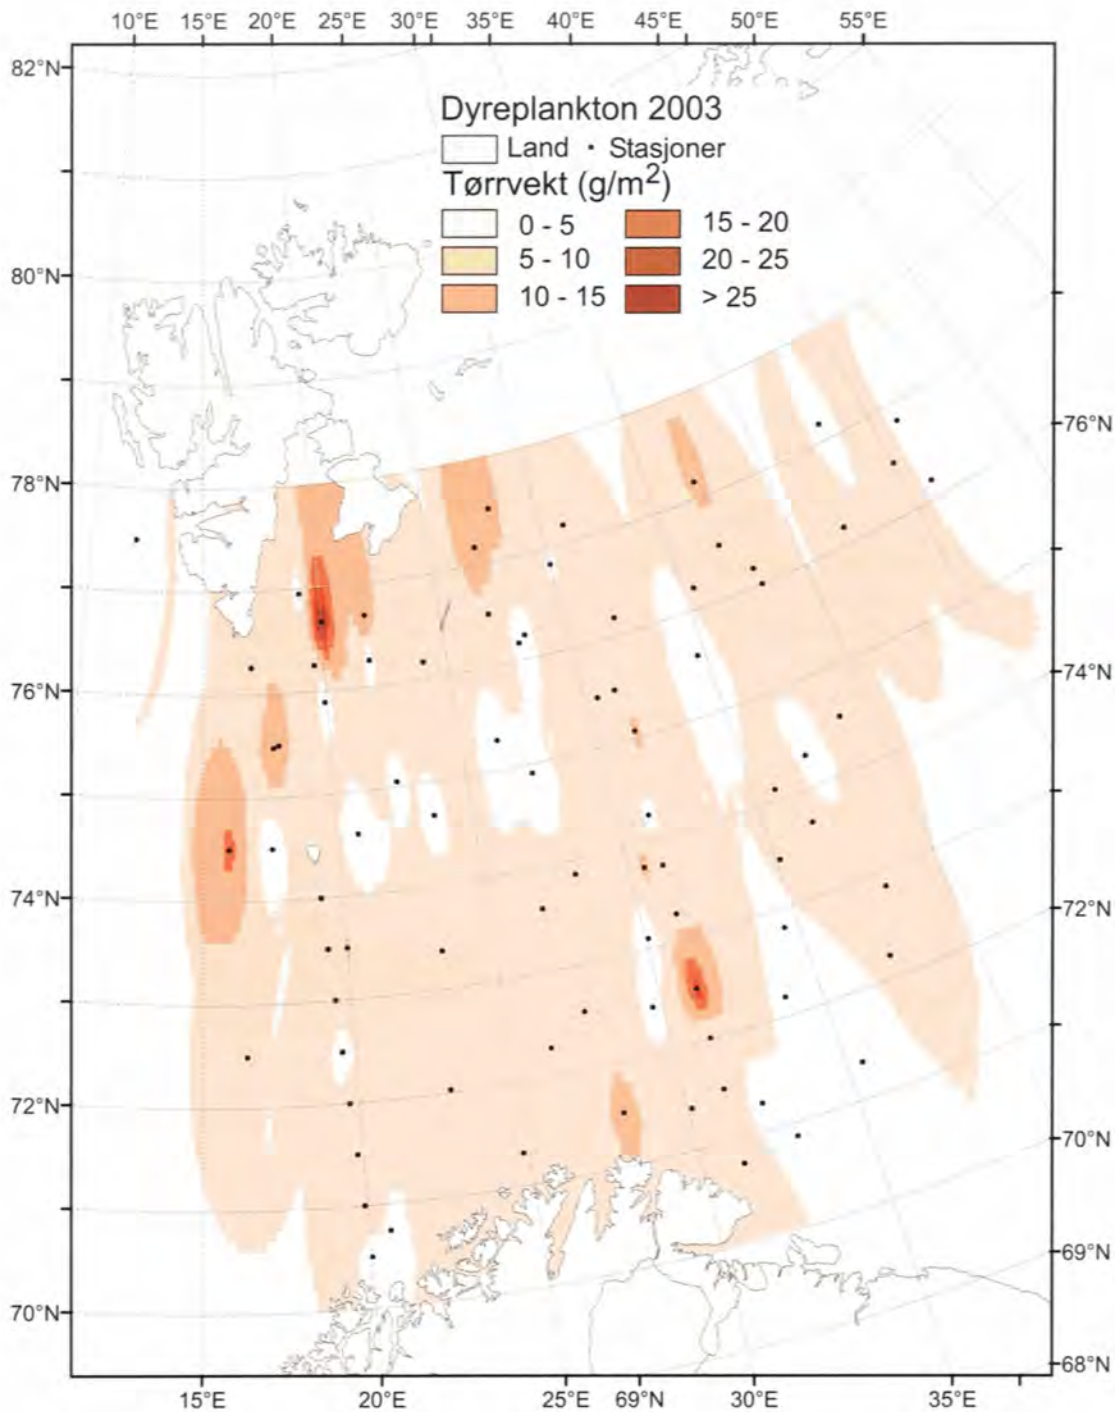 10°E 15°E 20°E 25°E 30°E 35°E 40°E 45°E 50°E 55°E
82°N
Dyreplankton 2003
Land · Stasjoner
Tørrvekt (g/m²)
0 - 5 15 - 20
5 - 10 20 - 25
10 - 15 > 25
80°N
76°N
78°N
74°N
76°N
74°N
72°N
72°N
70°N
69°N
70°N
68°N
15°E 20°E 25°E 69°N 30°E 35°E